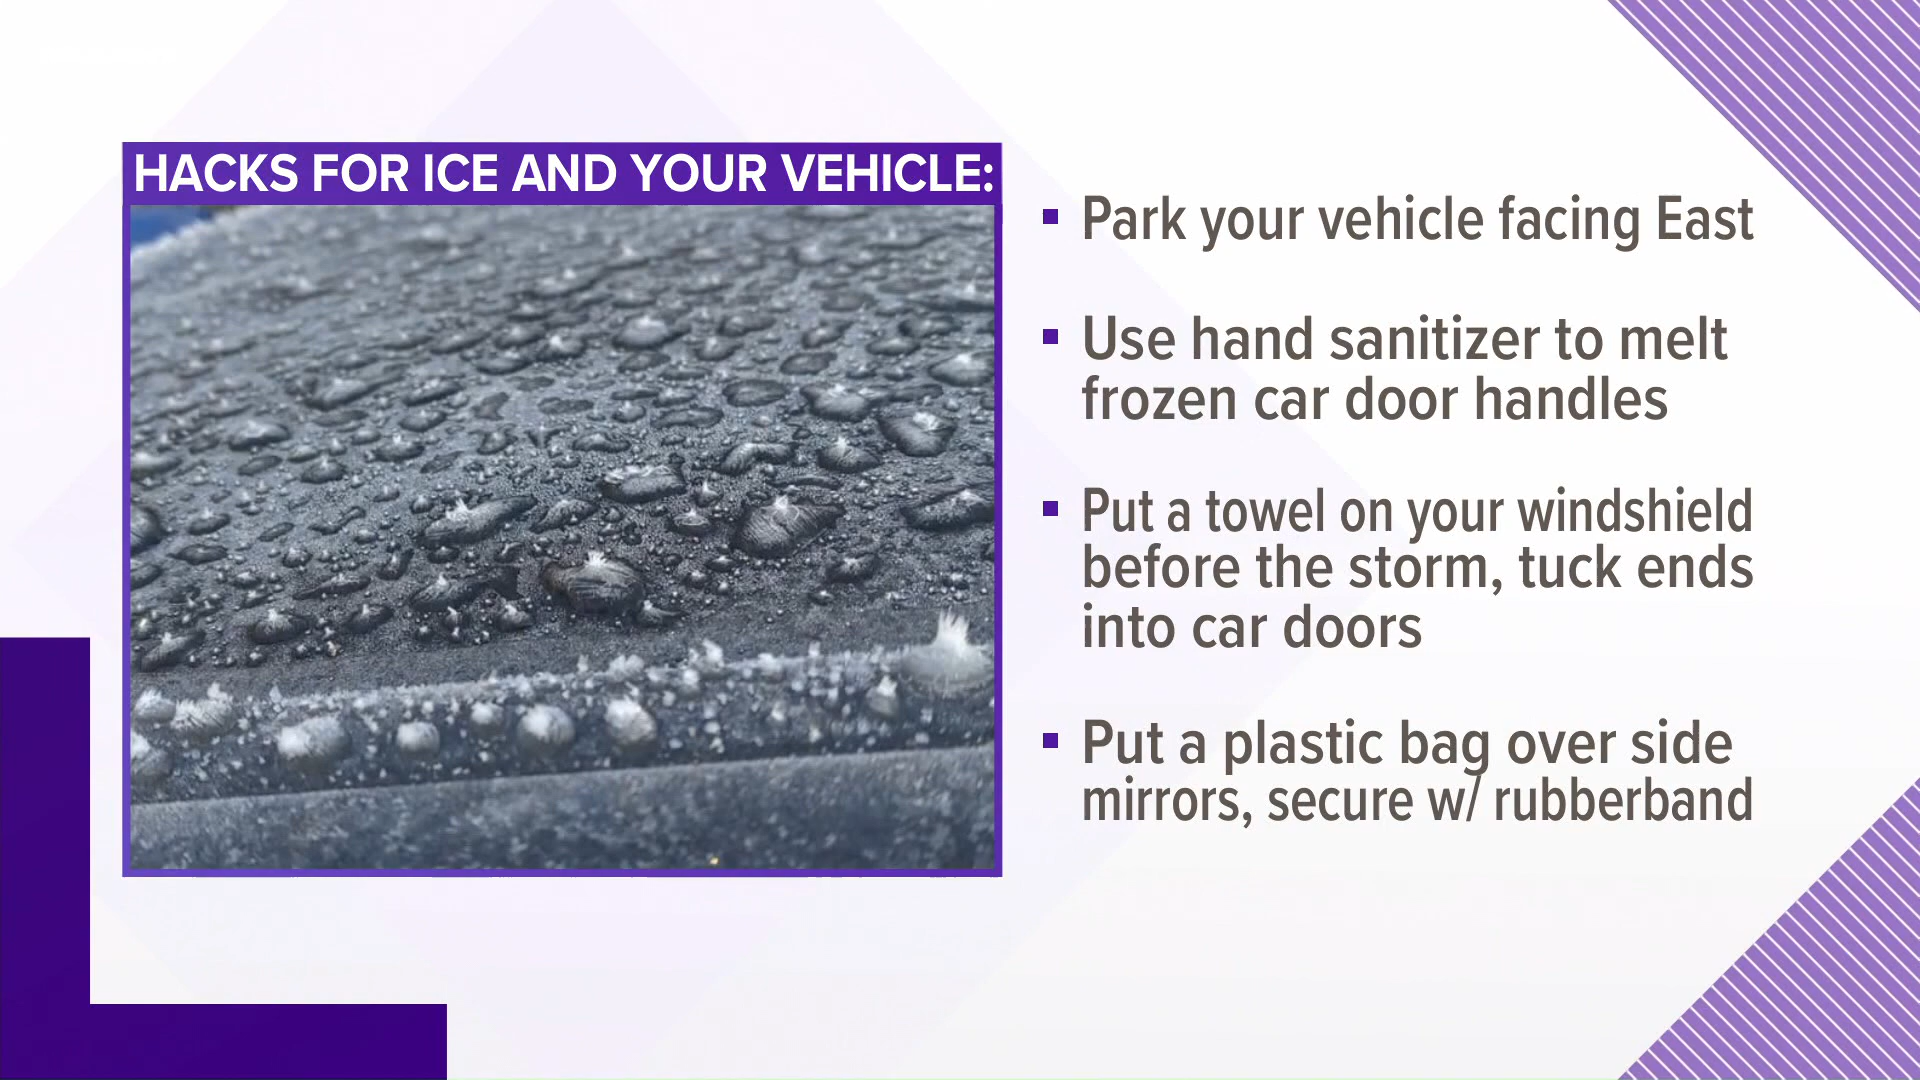 HACKS FOR ICE AND YOUR VEHICLE:
Park your vehicle facing East
Use hand sanitizer to melt
frozen car door handles
Put a towel on your windshield
before the storm, tuck ends
into car doors
Put a plastic bag over side
mirrors, secure w/ rubberband